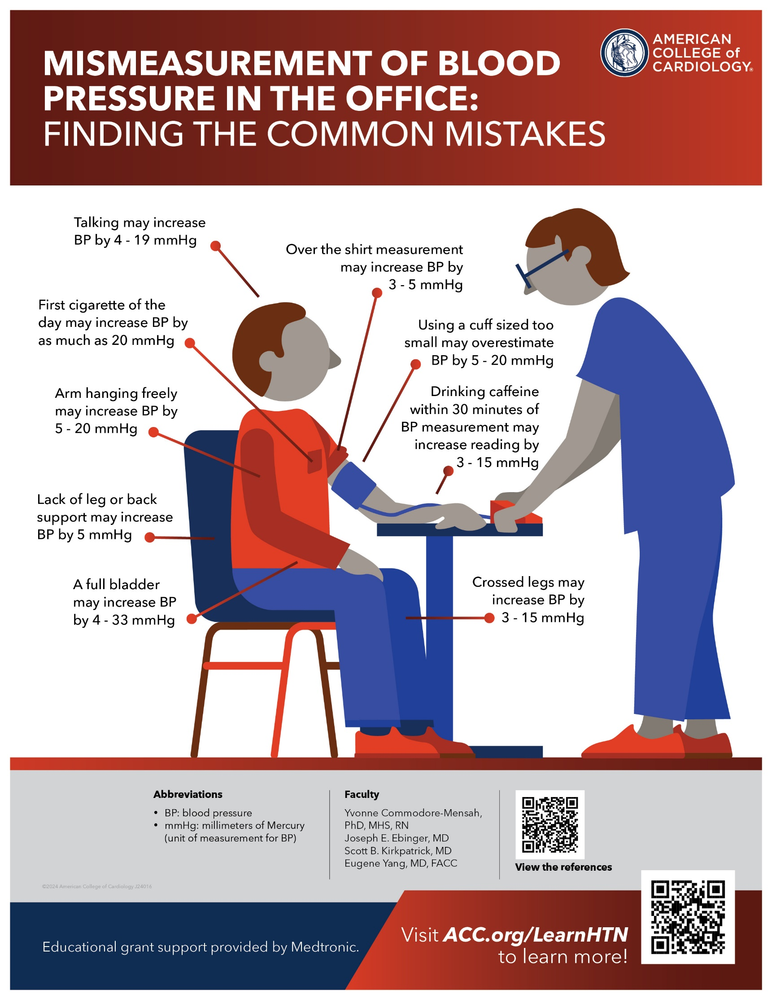 MISMEASUREMENT OF BLOOD
PRESSURE IN THE OFFICE:
FINDING THE COMMON MISTAKES
AMERICAN
COLLEGE of
CARDIOLOGY®
Talking may increase
BP by 4 - 19 mmHg
Over the shirt measurement
may increase BP by
3 - 5 mmHg
First cigarette of the
day may increase BP by
as much as 20 mmHg
Using a cuff sized too
small may overestimate
BP by 5 - 20 mmHg
Arm hanging freely
may increase BP by
5 - 20 mmHg
Drinking caffeine
within 30 minutes of
BP measurement may
increase reading by
3 - 15 mmHg
Lack of leg or back
support may increase
BP by 5 mmHg
A full bladder
may increase BP
by 4 - 33 mmHg
Crossed legs may
increase BP by
3 - 15 mmHg
Abbreviations
• BP: blood pressure
• mmHg: millimeters of Mercury
(unit of measurement for BP)
Faculty
Yvonne Commodore-Mensah,
PhD, MHS, RN
Joseph E. Ebinger, MD
Scott B. Kirkpatrick, MD
Eugene Yang, MD, FACC
View the references
©2024 American College of Cardiology J24016
Educational grant support provided by Medtronic.
Visit ACC.org/LearnHTN
to learn more!